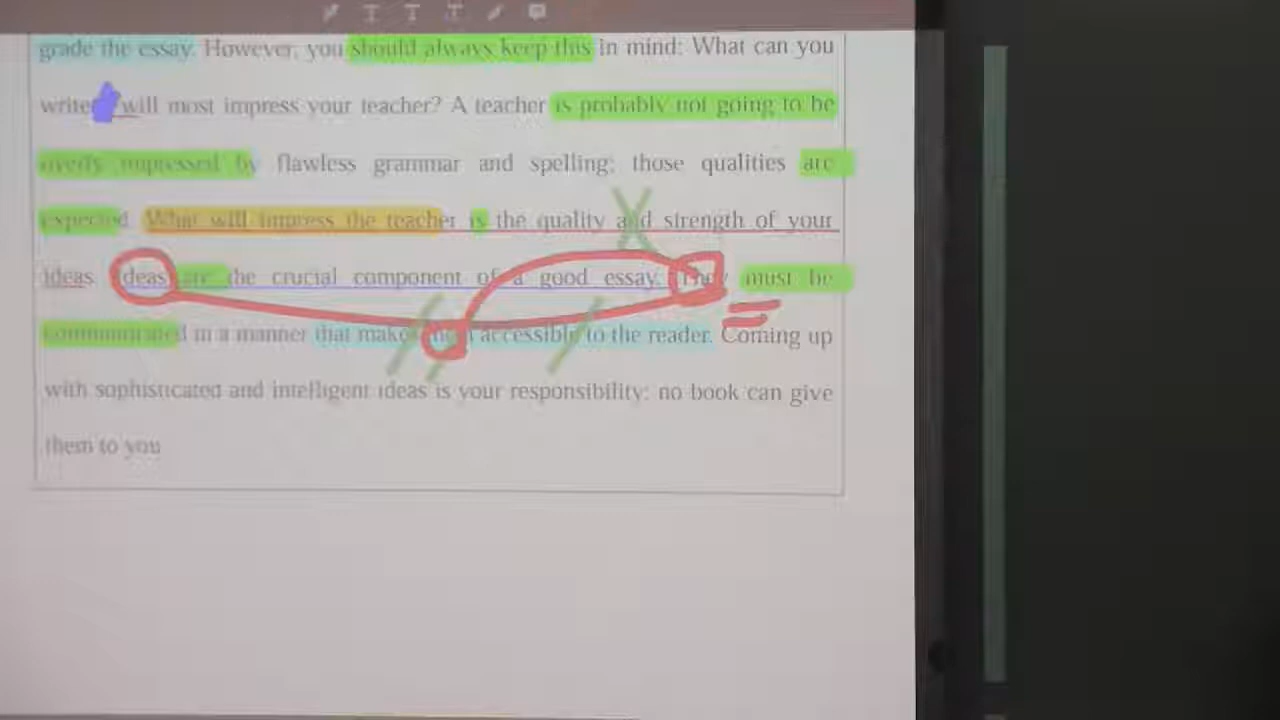 grade the essay. However, you should always keep this in mind: What can you
write will most impress your teacher? A teacher is probably not going to be
overly impressed by flawless grammar and spelling; those qualities are
expected. What will impress the teacher is the quality and strength of your
ideas. Ideas are the crucial component of a good essay. They must be
communicated in a manner that makes them accessible to the reader. Coming up
with sophisticated and intelligent ideas is your responsibility; no book can give
them to you